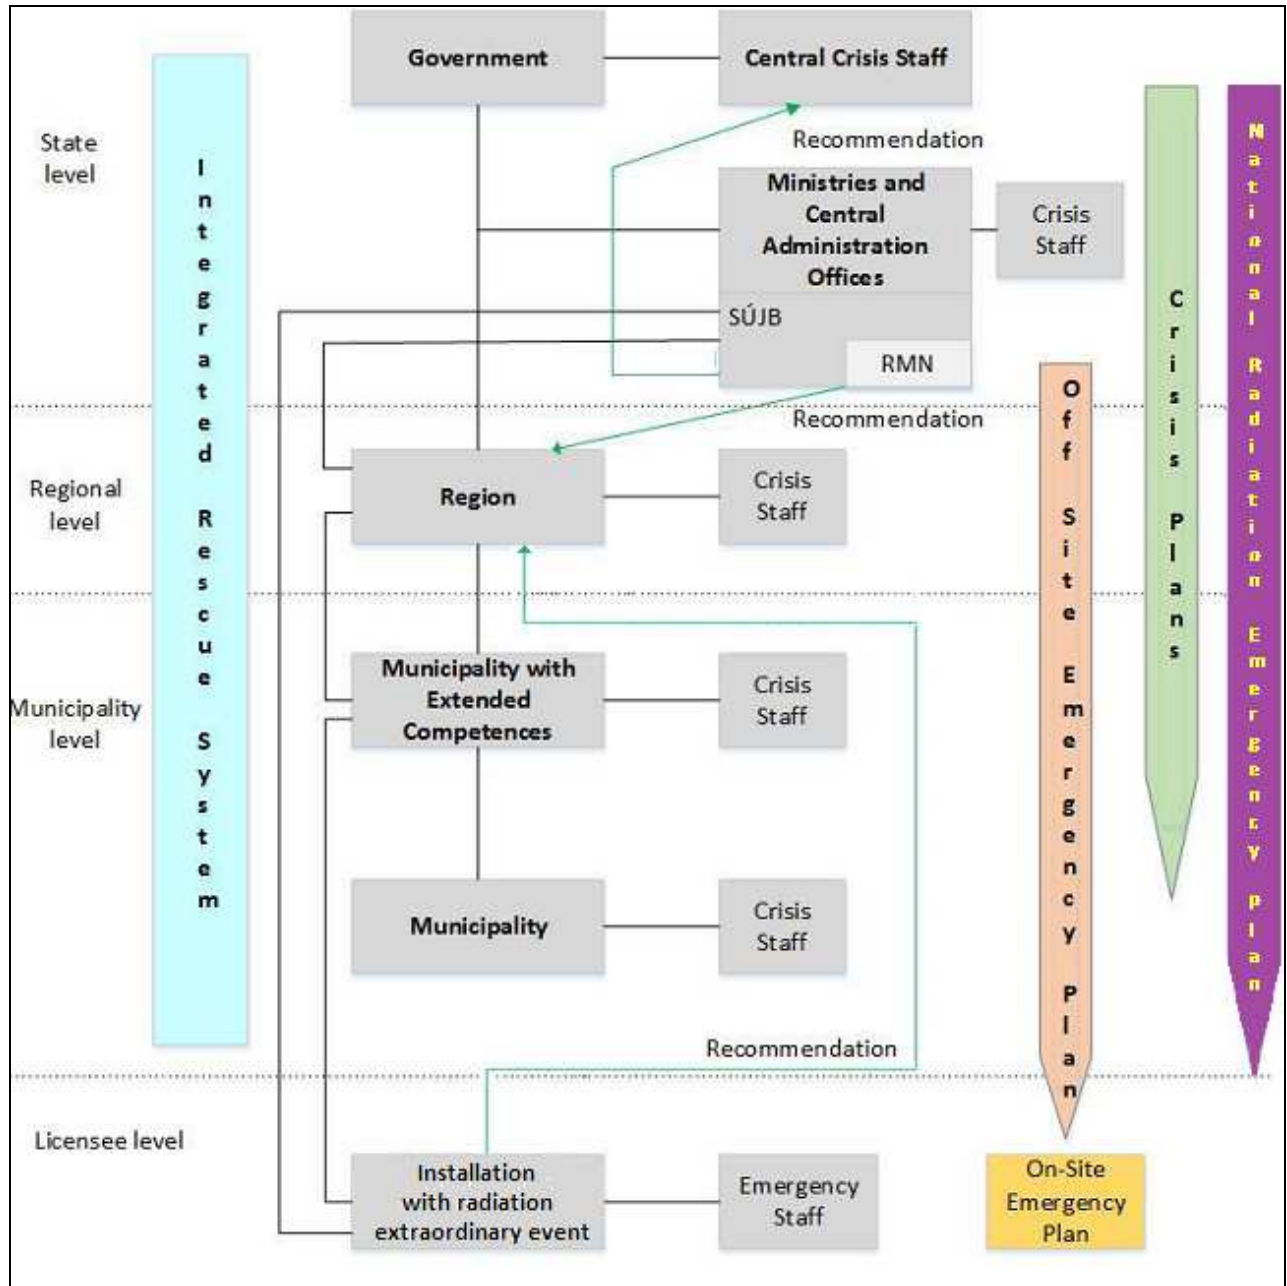 Government
Central Crisis Staff
State
level
Recommendation
Ministries and
Central
Administration
Offices
Crisis
Staff
SÚJB
RMN
Recommendation
Regional
level
Region
Crisis
Staff
Municipality
level
Municipality with
Extended
Competences
Crisis
Staff
Municipality
Crisis
Staff
Recommendation
Licensee level
Installation
with radiation
extraordinary event
Emergency
Staff
On-Site
Emergency
Plan
Integrated Rescue System
Off Site Emergency Plan
Crisis Plans
National Radiation Emergency plan